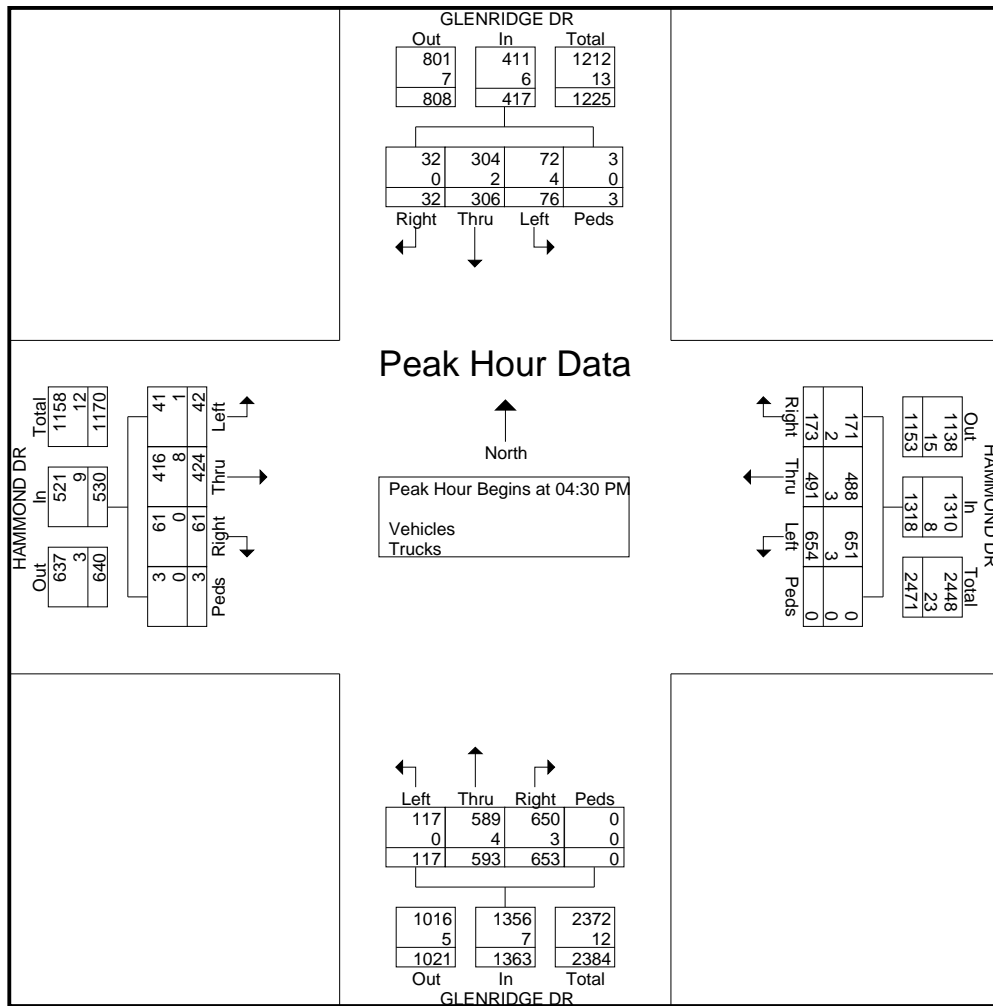 GLENRIDGE DR
Out In Total
801 411 1212
7 6 13
808 417 1225
32 304 72 3
0 2 4 0
32 306 76 3
Right Thru Left Peds
Peak Hour Data
North
Peak Hour Begins at 04:30 PM
Vehicles
Trucks
HAMMOND DR
Total In Out
1158 521 637
12 9 3
1170 530 640
41 416 61 3
1 8 0 0
42 424 61 3
Left Thru Right Peds
HAMMOND DR
Out In Total
1138 1310 2448
15 8 23
1153 1318 2471
171 488 651 0
2 3 3 0
173 491 654 0
Right Thru Left Peds
Left Thru Right Peds
117 589 650 0
0 4 3 0
117 593 653 0
1016 1356 2372
5 7 12
1021 1363 2384
Out In Total
GLENRIDGE DR